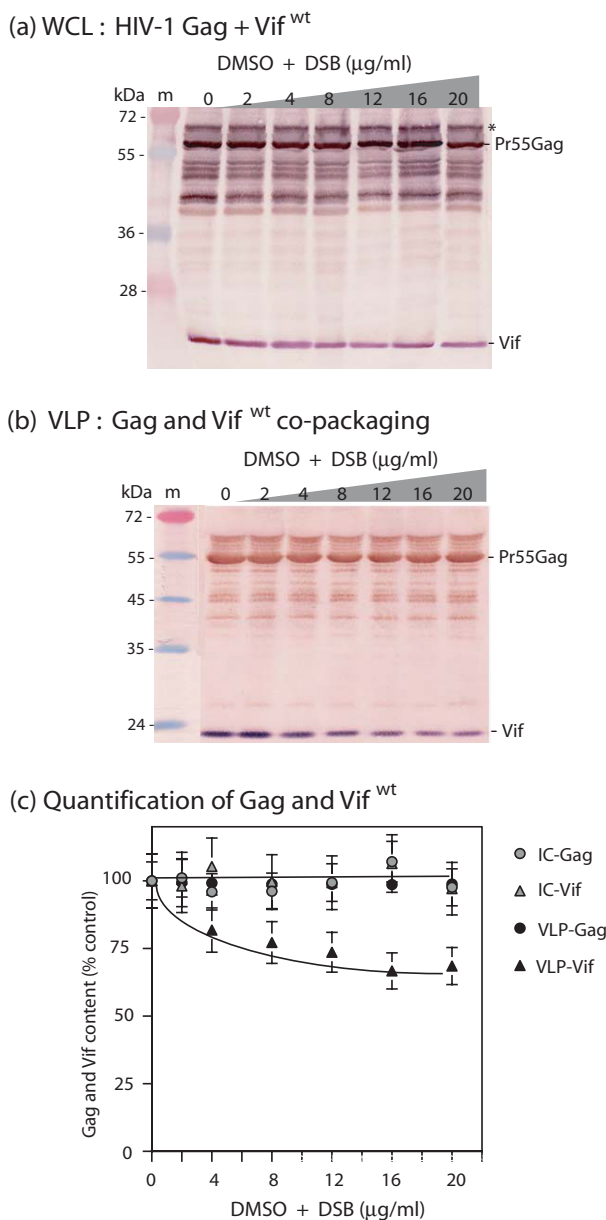 (a) WCL : HIV-1 Gag + Vif wt
DMSO + DSB (μg/ml)
kDa m 0 2 4 8 12 16 20
72 -
*
- Pr55Gag
55 -
36 -
28 -
- Vif
(b) VLP : Gag and Vif wt co-packaging
DMSO + DSB (μg/ml)
kDa m 0 2 4 8 12 16 20
72 -
55 -
- Pr55Gag
45 -
35 -
24 -
- Vif
(c) Quantification of Gag and Vif wt
Gag and Vif content (% control)
100
75
50
25
0
0 4 8 12 16 20
DMSO + DSB (μg/ml)
IC-Gag
IC-Vif
VLP-Gag
VLP-Vif